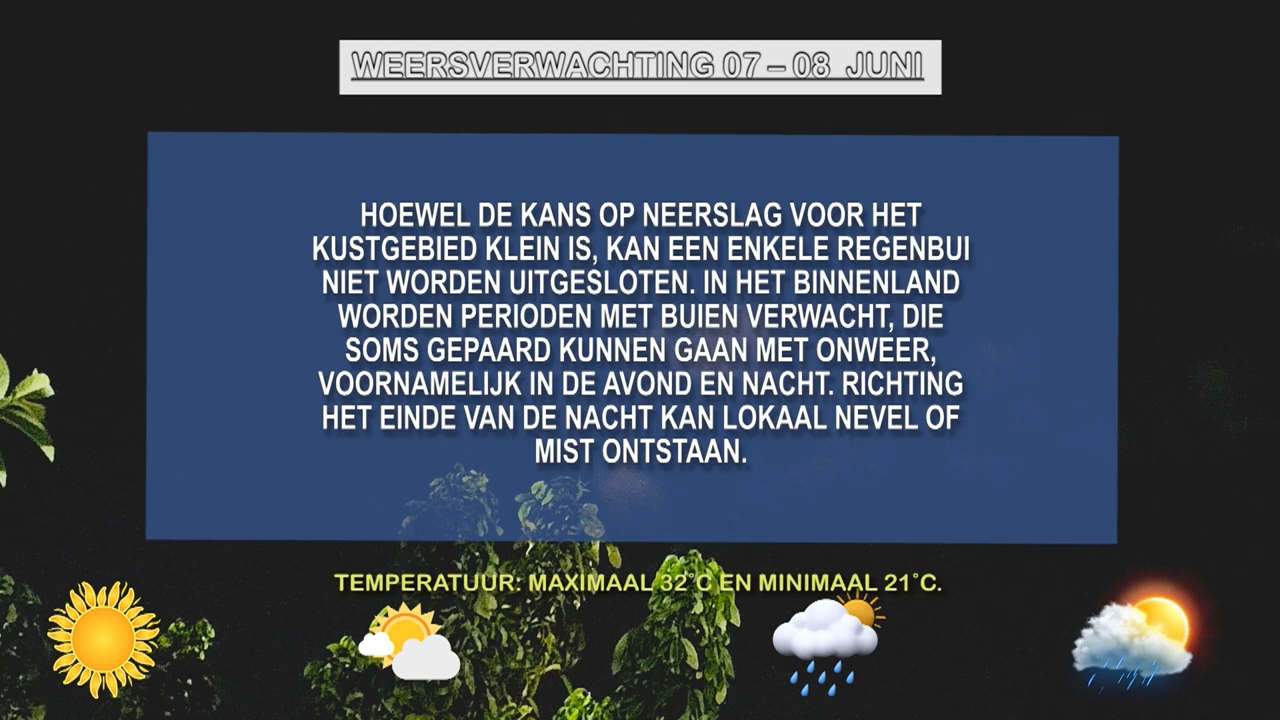 WEERSVERWACHTING 07 – 08 JUNI
HOEWEL DE KANS OP NEERSLAG VOOR HET
KUSTGEBIED KLEIN IS, KAN EEN ENKELE REGENBUI
NIET WORDEN UITGESLOTEN. IN HET BINNENLAND
WORDEN PERIODEN MET BUIEN VERWACHT, DIE
SOMS GEPAARD KUNNEN GAAN MET ONWEER,
VOORNAMELIJK IN DE AVOND EN NACHT. RICHTING
HET EINDE VAN DE NACHT KAN LOKAAL NEVEL OF
MIST ONTSTAAN.
TEMPERATUUR: MAXIMAAL 32°C EN MINIMAAL 21°C.